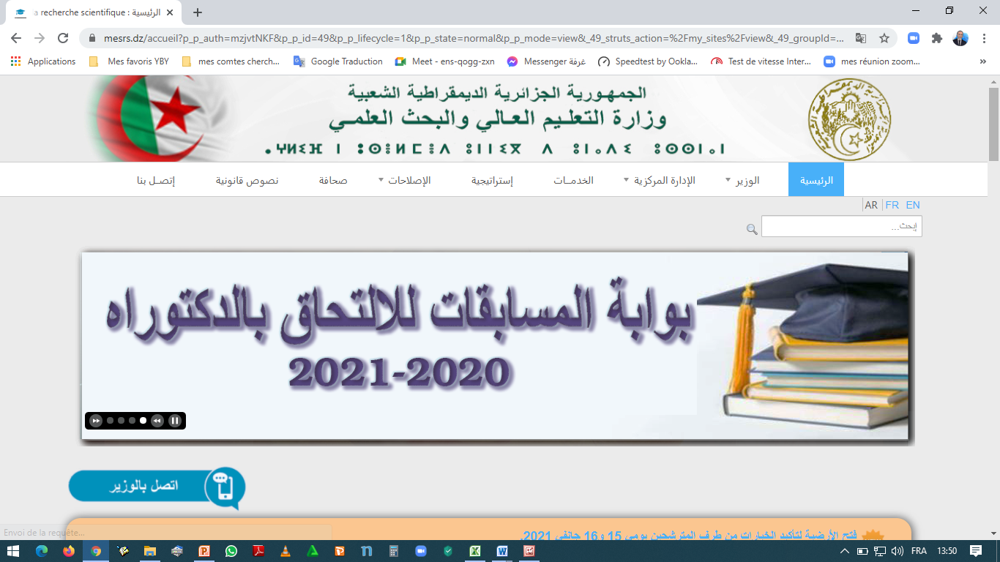 a recherche scientifique : الرئيسية
mesrs.dz/accueil?p_p_auth=mzjvtNKF&p_p_id=49&p_p_lifecycle=1&p_p_state=normal&p_p_mode=view&_49_struts_action=%2Fmy_sites%2Fview&_49_groupId=...
Applications Mes favoris YBY mes comtes cherch... Google Traduction Meet - ens-qogg-zxn Messenger غرفة Speedtest by Ookla... Test de vitesse Inter... mes réunion zoom... »
الجمهورية الجزائرية الديمقراطية الشعبية
وزارة التعليم العالي والبحث العلمي
الرئيسية الوزير الإدارة المركزية الخدمـــات إستراتيجية الإصلاحات صحافة نصوص قانونية إتصــل بنا
AR FR EN
إبحث...
بوابة المسابقات للالتحاق بالدكتوراه
2021-2020
اتصل بالوزير
فتح الأرضية لتأكيد الخيارات من طرف المترشحين يومي 15 و16 جانفي 2021.
Envoi de la requête...
FRA 13:50